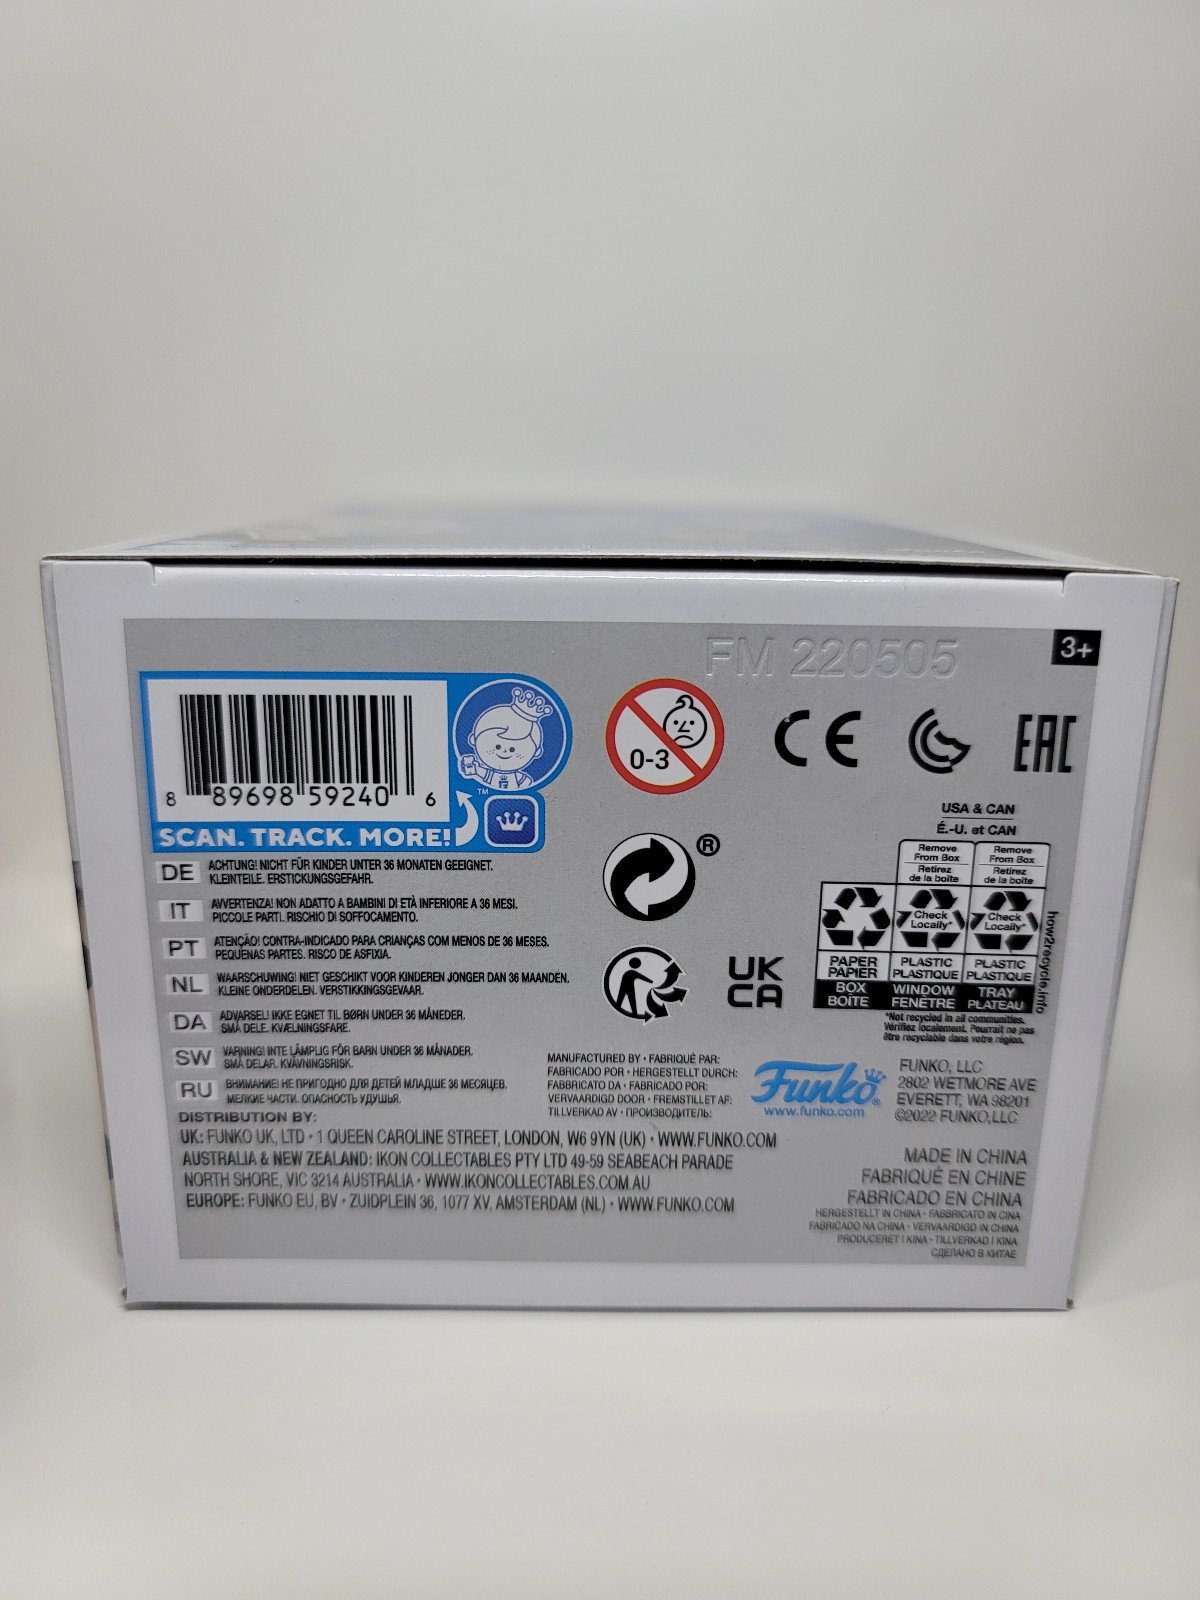 FM 220505
3+
8 89698 59240 6
TM
SCAN. TRACK. MORE!
0-3
CE
EAC
DE ACHTUNG! NICHT FÜR KINDER UNTER 36 MONATEN GEEIGNET.
KLEINTEILE. ERSTICKUNGSGEFAHR.
IT AVVERTENZA! NON ADATTO A BAMBINI DI ETÀ INFERIORE A 36 MESI.
PICCOLE PARTI. RISCHIO DI SOFFOCAMENTO.
PT ATENÇÃO! CONTRA-INDICADO PARA CRIANÇAS COM MENOS DE 36 MESES.
PEQUENAS PARTES. RISCO DE ASFIXIA.
NL WAARSCHUWING! NIET GESCHIKT VOOR KINDEREN JONGER DAN 36 MAANDEN.
KLEINE ONDERDELEN. VERSTIKKINGSGEVAAR.
DA ADVARSEL! IKKE EGNET TIL BØRN UNDER 36 MÅNEDER.
SMÅ DELE. KVÆLNINGSFARE.
SW VARNING! INTE LÄMPLIG FÖR BARN UNDER 36 MÅNADER.
SMÅ DELAR. KVÄVNINGSRISK.
RU ВНИМАНИЕ! НЕ ПРИГОДНО ДЛЯ ДЕТЕЙ МЛАДШЕ 36 МЕСЯЦЕВ.
МЕЛКИЕ ЧАСТИ. ОПАСНОСТЬ УДУШЬЯ.
®
UK
CA
USA & CAN
É.-U. et CAN
Remove
From Box
Retirez
de la boîte
Remove
From Box
Retirez
de la boîte
Check
Locally*
Check
Locally*
PAPER
PAPIER
BOX
BOÎTE
PLASTIC
PLASTIQUE
WINDOW
FENÊTRE
PLASTIC
PLASTIQUE
TRAY
PLATEAU
how2recycle.info
*Not recycled in all communities.
Vérifiez localement. Pourrait ne pas
être recyclable dans votre région.
MANUFACTURED BY • FABRIQUÉ PAR:
FABRICADO POR • HERGESTELLT DURCH:
FABBRICATO DA • FABRICADO POR:
VERVAARDIGD DOOR • FREMSTILLET AF:
TILLVERKAD AV • ПРОИЗВОДИТЕЛЬ:
Funko®
www.funko.com
FUNKO, LLC
2802 WETMORE AVE
EVERETT, WA 98201
©2022 FUNKO,LLC
DISTRIBUTION BY:
UK: FUNKO UK, LTD • 1 QUEEN CAROLINE STREET, LONDON, W6 9YN (UK) • WWW.FUNKO.COM
AUSTRALIA & NEW ZEALAND: IKON COLLECTABLES PTY LTD 49-59 SEABEACH PARADE
NORTH SHORE, VIC 3214 AUSTRALIA • WWW.IKONCOLLECTABLES.COM.AU
EUROPE: FUNKO EU, BV • ZUIDPLEIN 36, 1077 XV, AMSTERDAM (NL) • WWW.FUNKO.COM
MADE IN CHINA
FABRIQUÉ EN CHINE
FABRICADO EN CHINA
HERGESTELLT IN CHINA • FABBRICATO IN CINA
FABRICADO NA CHINA • VERVAARDIGD IN CHINA
PRODUCERET I KINA • TILLVERKAD I KINA
СДЕЛАНО В КИТАЕ